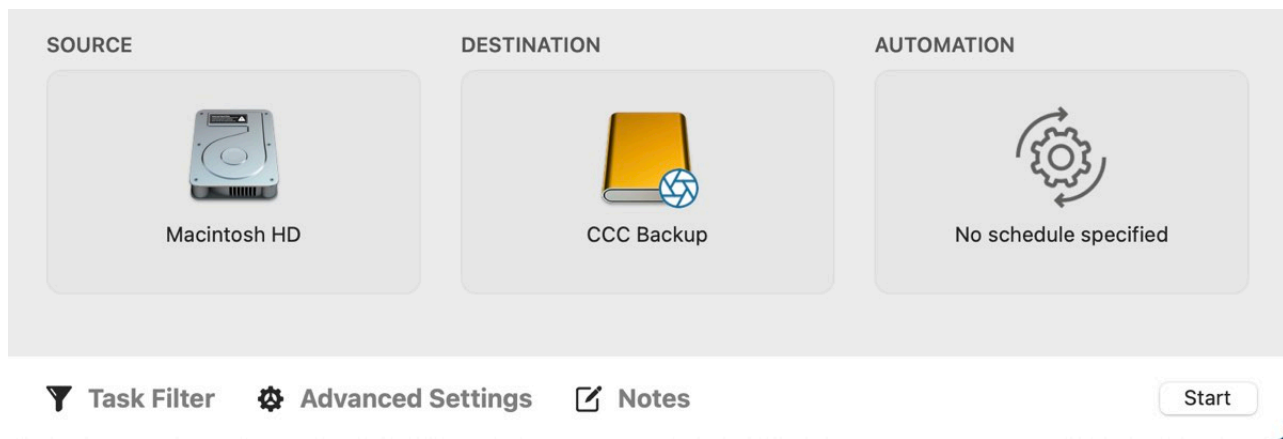 SOURCE
DESTINATION
AUTOMATION
Macintosh HD
CCC Backup
No schedule specified
Task Filter
Advanced Settings
Notes
Start